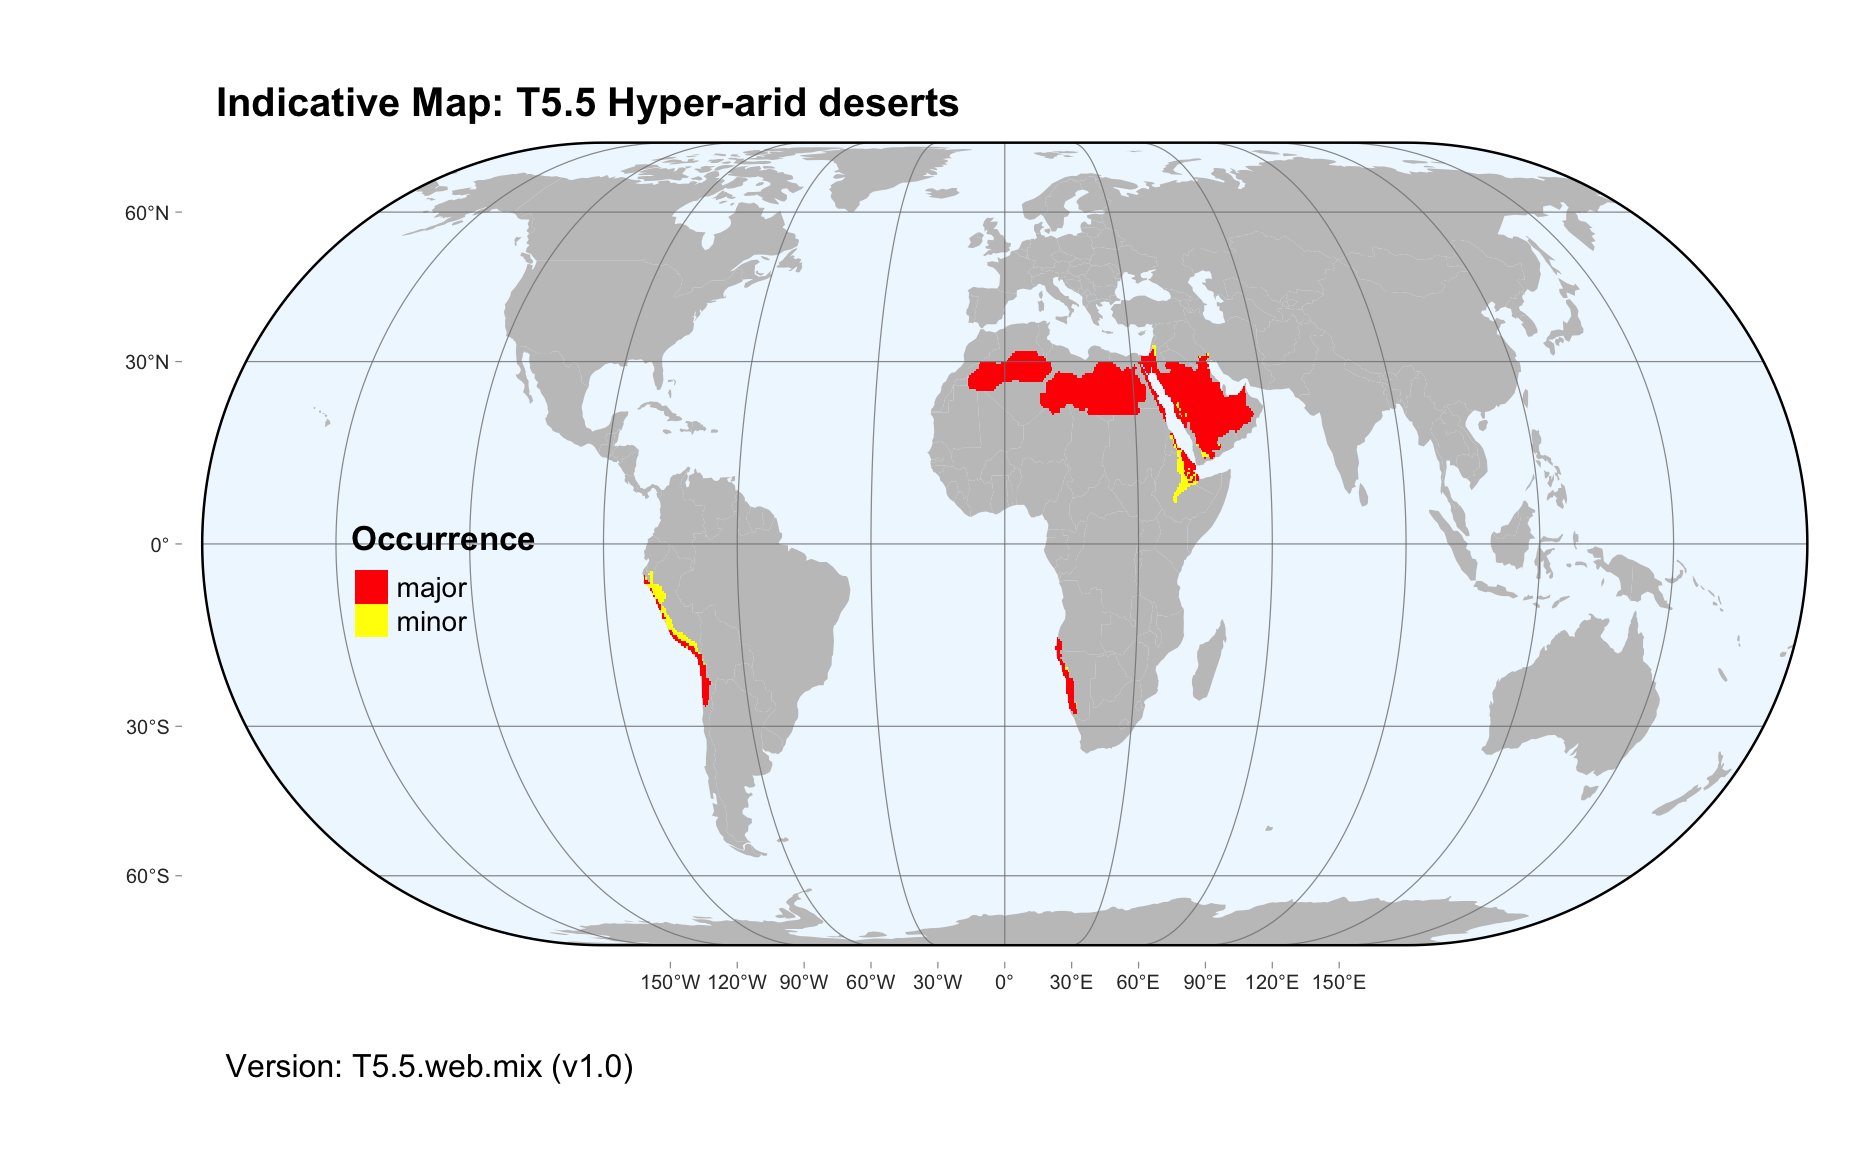 Indicative Map: T5.5 Hyper-arid deserts
60°N
30°N
0°
30°S
60°S
Occurrence
major
minor
150°W 120°W 90°W 60°W 30°W 0° 30°E 60°E 90°E 120°E 150°E
Version: T5.5.web.mix (v1.0)